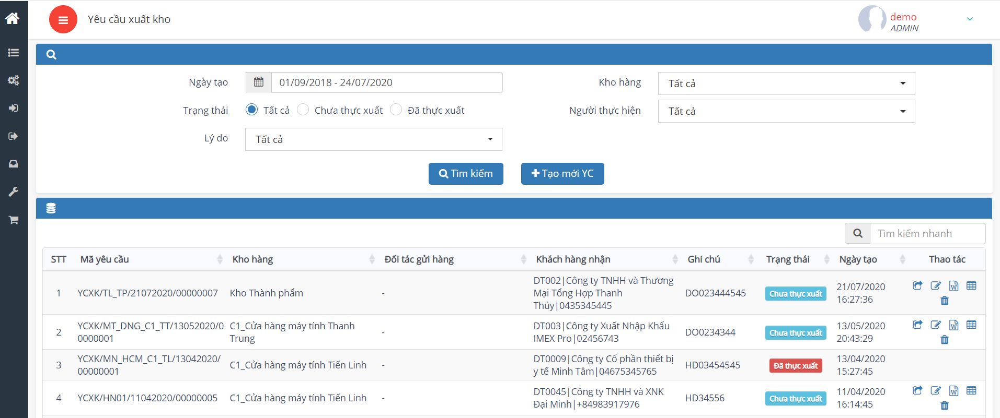 Yêu cầu xuất kho
demo
ADMIN
Ngày tạo
01/09/2018 - 24/07/2020
Kho hàng
Tất cả
Trạng thái
Tất cả
Chưa thực xuất
Đã thực xuất
Người thực hiện
Tất cả
Lý do
Tất cả
Tìm kiếm
Tạo mới YC
Tìm kiếm nhanh
STT
Mã yêu cầu
Kho hàng
Đối tác gửi hàng
Khách hàng nhận
Ghi chú
Trạng thái
Ngày tạo
Thao tác
1
YCXK/TL_TP/21072020/00000007
Kho Thành phẩm
-
DT002|Công ty TNHH và Thương
Mại Tổng Hợp Thanh
Thúy|0435345445
DO023444545
Chưa thực xuất
21/07/2020
16:27:36
2
YCXK/MT_DNG_C1_TT/13052020/0
0000001
C1_Cửa hàng máy tính Thanh
Trung
-
DT003|Công ty Xuất Nhập Khẩu
IMEX Pro|02456743
DO0234344
Chưa thực xuất
13/05/2020
20:43:29
3
YCXK/MN_HCM_C1_TL/13042020/
00000001
C1_Cửa hàng máy tính Tiến Linh
-
DT0009|Công ty Cổ phần thiết bị
y tế Minh Tâm|04675345765
HD03454545
Đã thực xuất
13/04/2020
15:27:45
4
YCXK/HN01/11042020/00000005
C1_Cửa hàng máy tính Tiến Linh
-
DT0045|Công ty TNHH và XNK
Đại Minh|+84983917976
HD34556
Chưa thực xuất
11/04/2020
16:14:45